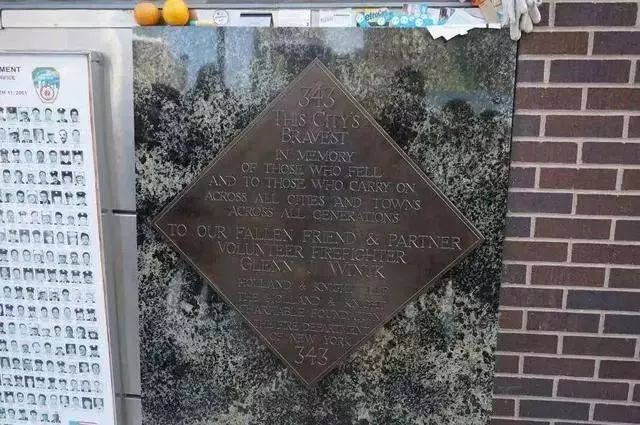 MENT
343
THIS CITY'S
BRAVEST
IN MEMORY
OF THOSE WHO FELL
AND TO THOSE WHO CARRY ON
ACROSS ALL CITIES AND TOWNS
ACROSS ALL GENERATIONS
TO OUR FALLEN FRIEND & PARTNER
VOLUNTEER FIREFIGHTER
GLENN J. WINUK
HOLLAND & KNIGHT LLP
THE HOLLAND & KNIGHT
CHARITABLE FOUNDATION
FIRE DEPARTMENT
NEW YORK
343